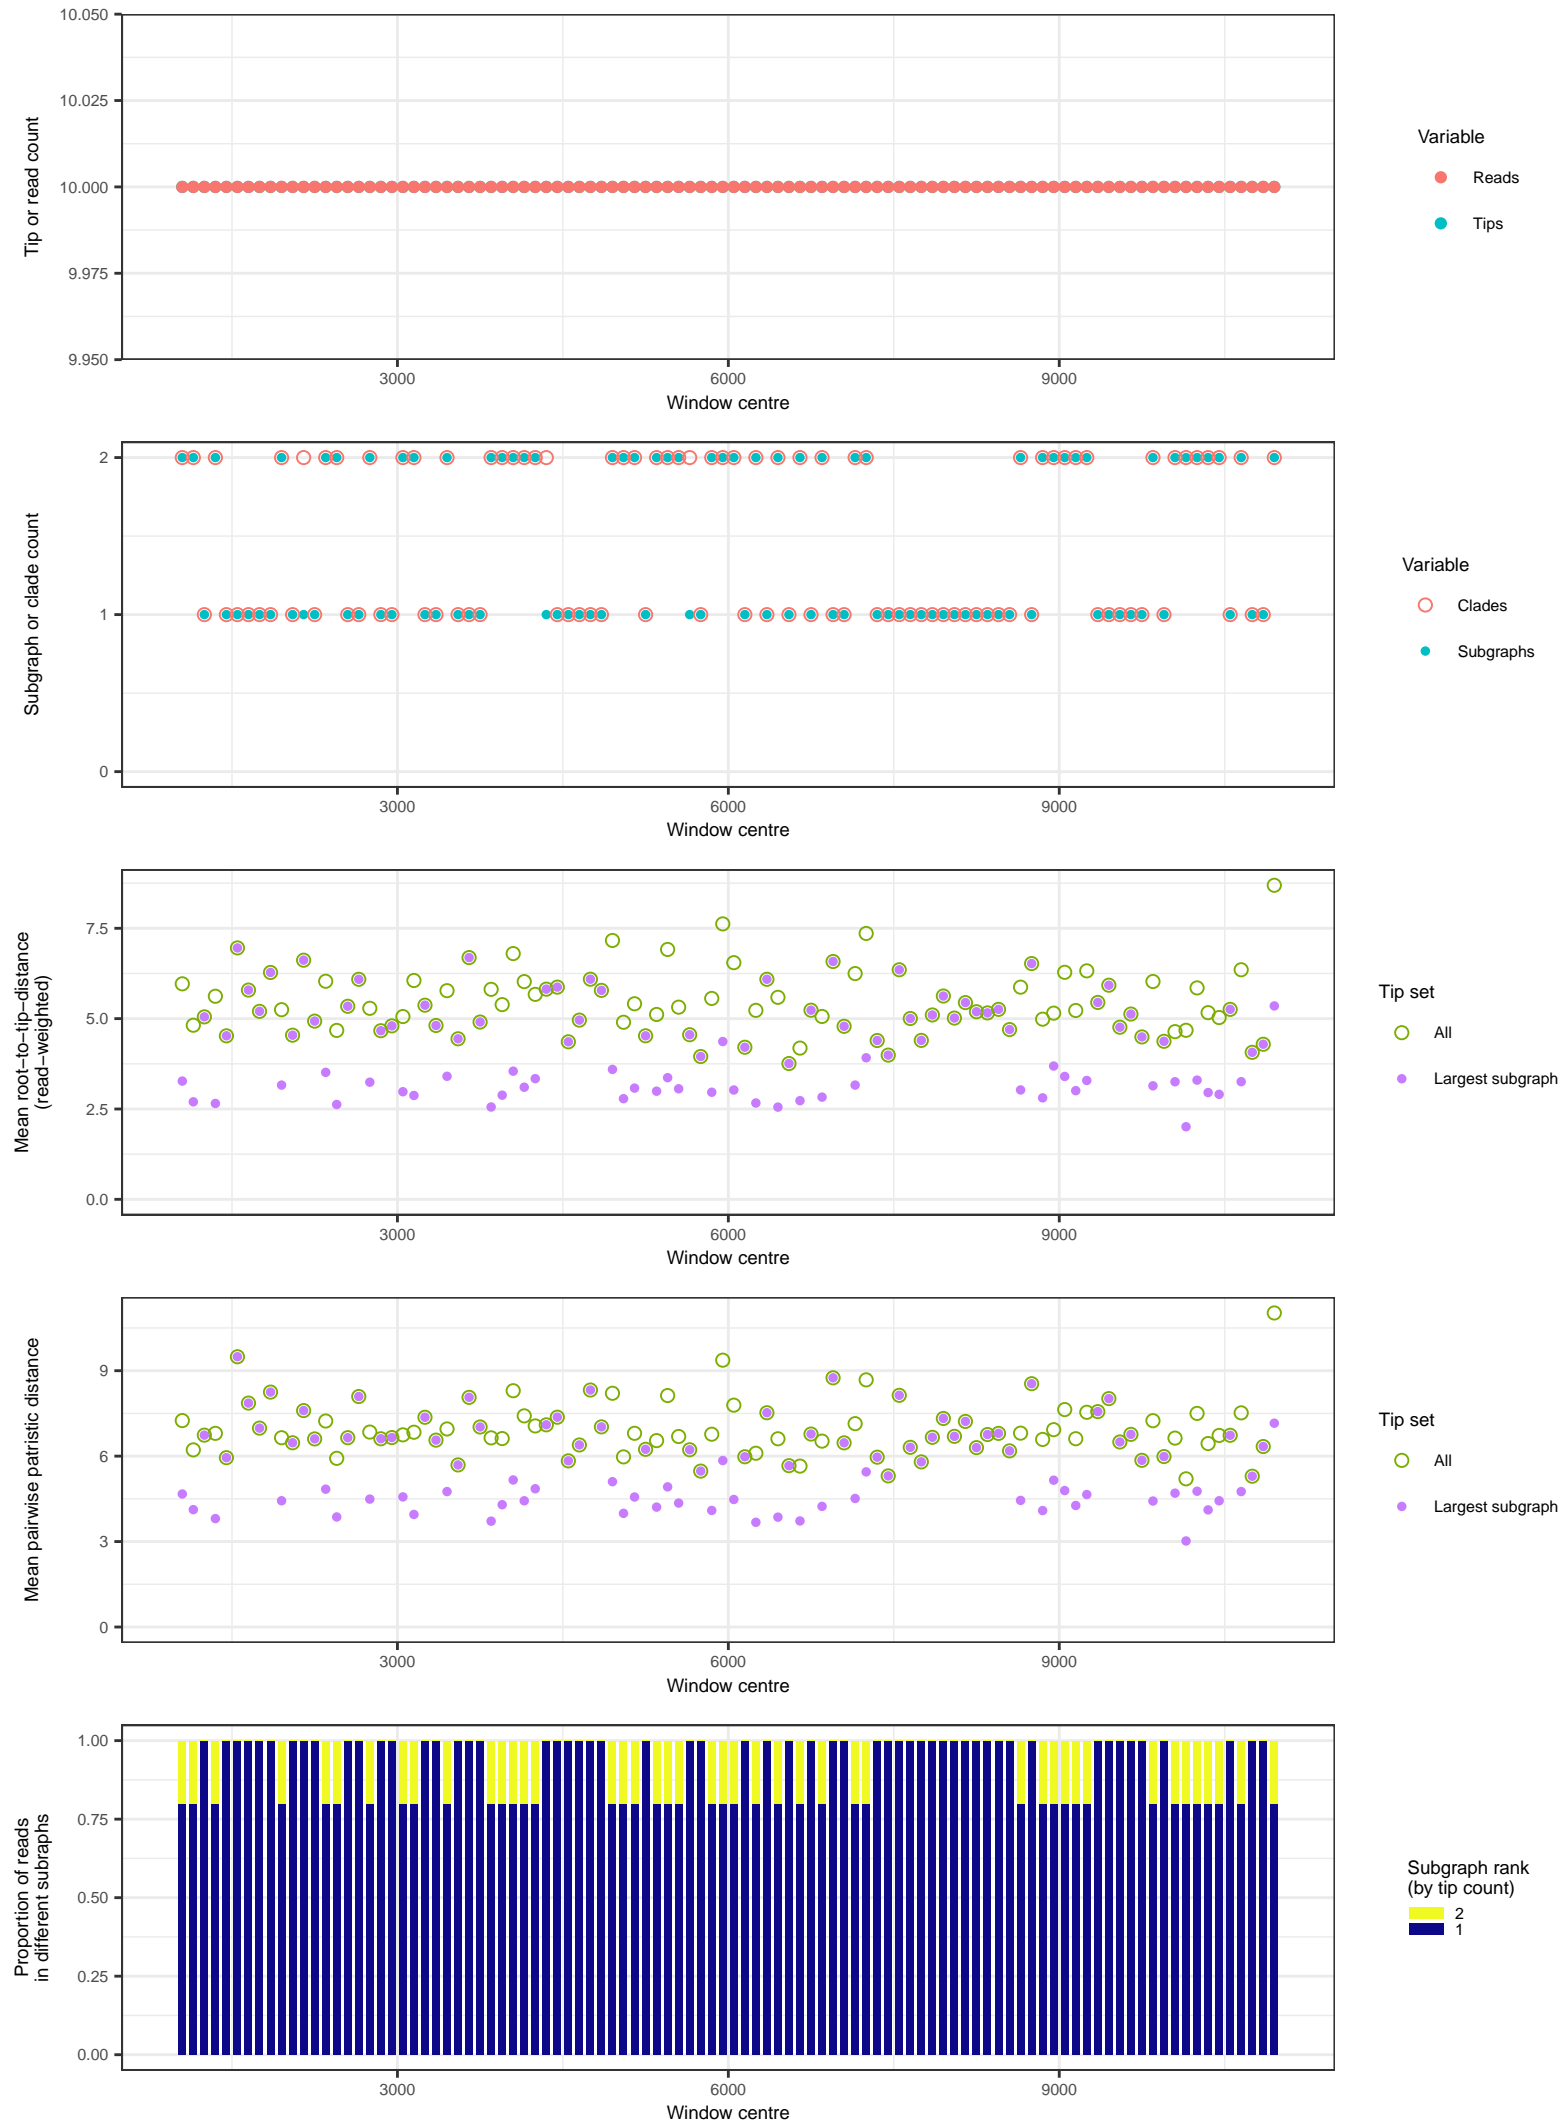 10.050
10.025
10.000
9.975
9.950
Tip or read count
3000
6000
9000
Window centre
Variable
Reads
Tips
2
1
0
Subgraph or clade count
3000
6000
9000
Window centre
Variable
Clades
Subgraphs
7.5
5.0
2.5
0.0
Mean root−to−tip−distance
(read−weighted)
3000
6000
9000
Window centre
Tip set
All
Largest subgraph
9
6
3
0
Mean pairwise patristic distance
3000
6000
9000
Window centre
Tip set
All
Largest subgraph
1.00
0.75
0.50
0.25
0.00
Proportion of reads
in different subraphs
3000
6000
9000
Window centre
Subgraph rank
(by tip count)
2
1